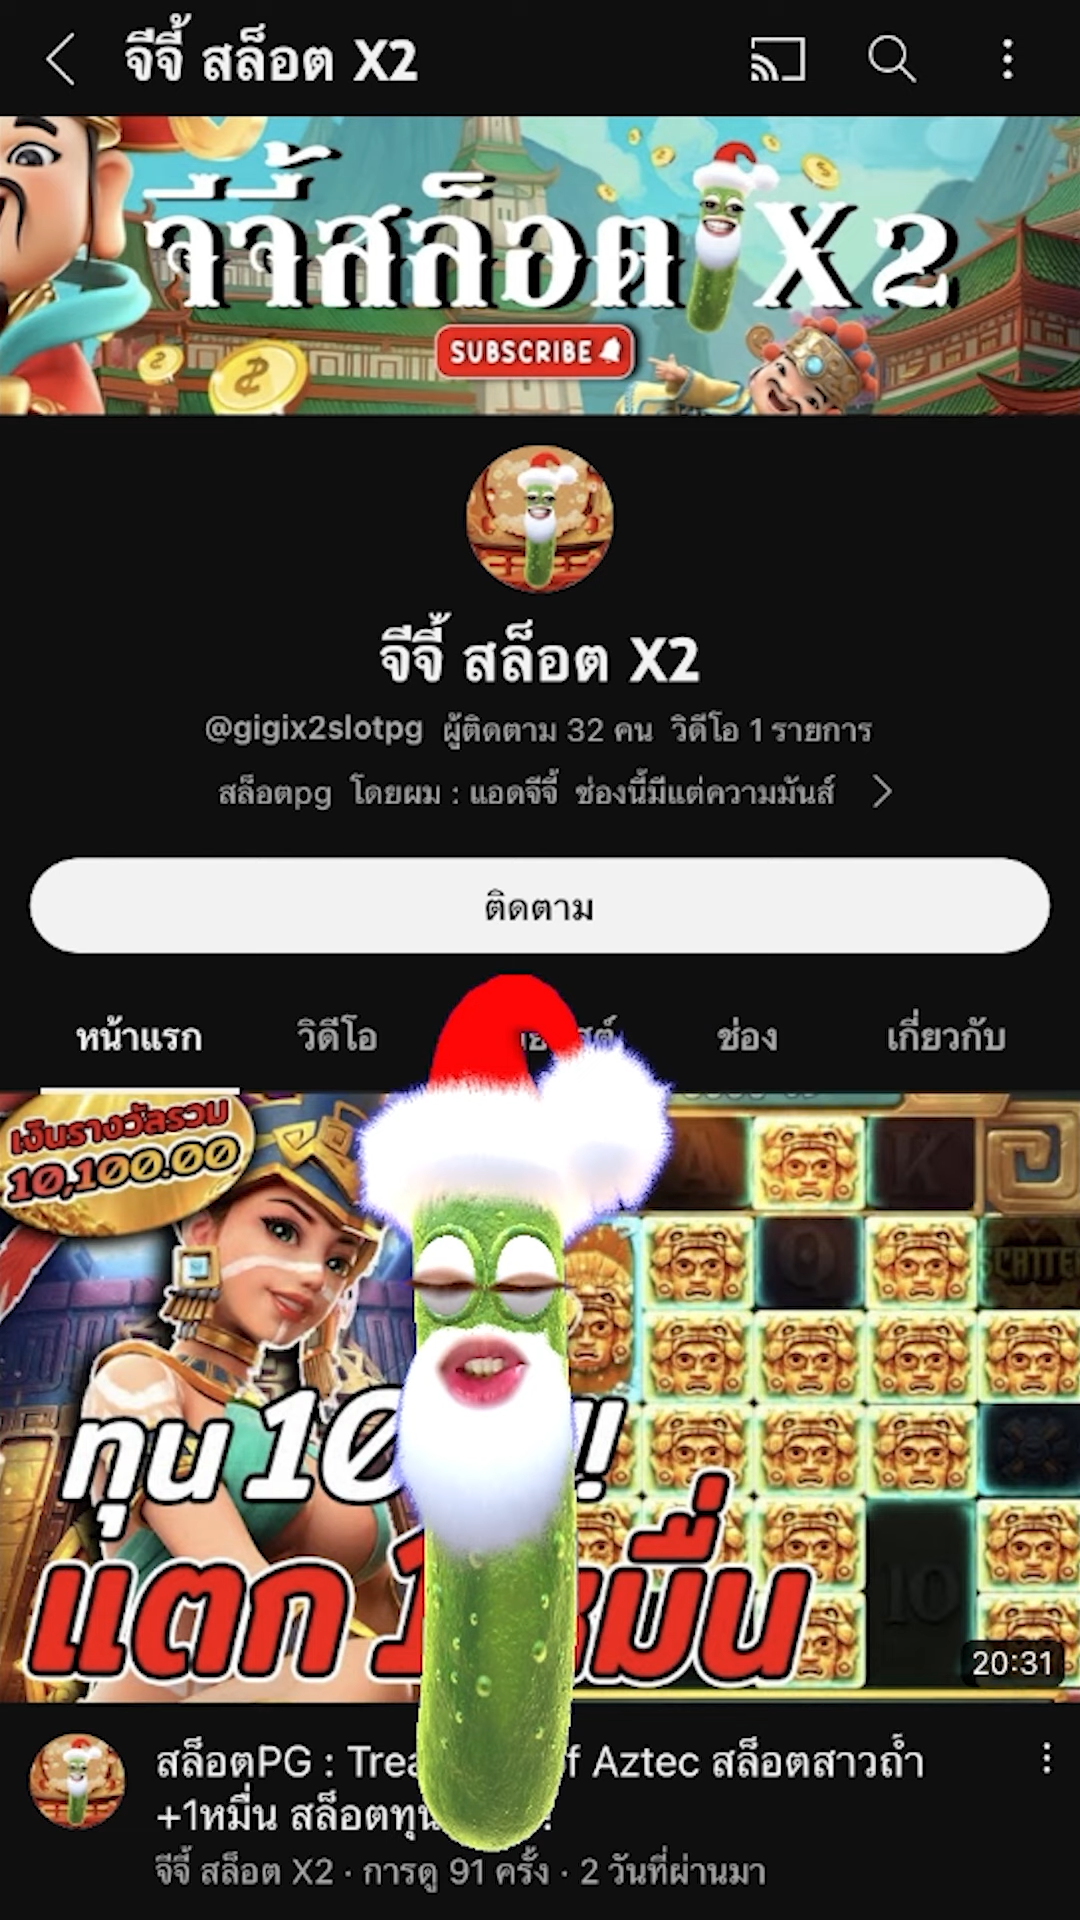 จีจี้ สล็อต X2
จีจี้สล็อต X2
SUBSCRIBE
จีจี้ สล็อต X2
@gigix2slotpg ผู้ติดตาม 32 คน วิดีโอ 1 รายการ
สล็อตpg โดยผม : แอดจีจี้ ช่องนี้มีแต่ความมันส์
ติดตาม
หน้าแรก วิดีโอ ช่อง เกี่ยวกับ
เงินรางวัลรวม
10,100.00
A K
Q
ทุน 10 !!
แตก 1 หมื่น
10
20:31
สล็อตPG : Trea f Aztec สล็อตสาวถ้ำ
+1หมื่น สล็อตทุน !
จีจี้ สล็อต X2 · การดู 91 ครั้ง · 2 วันที่ผ่านมา